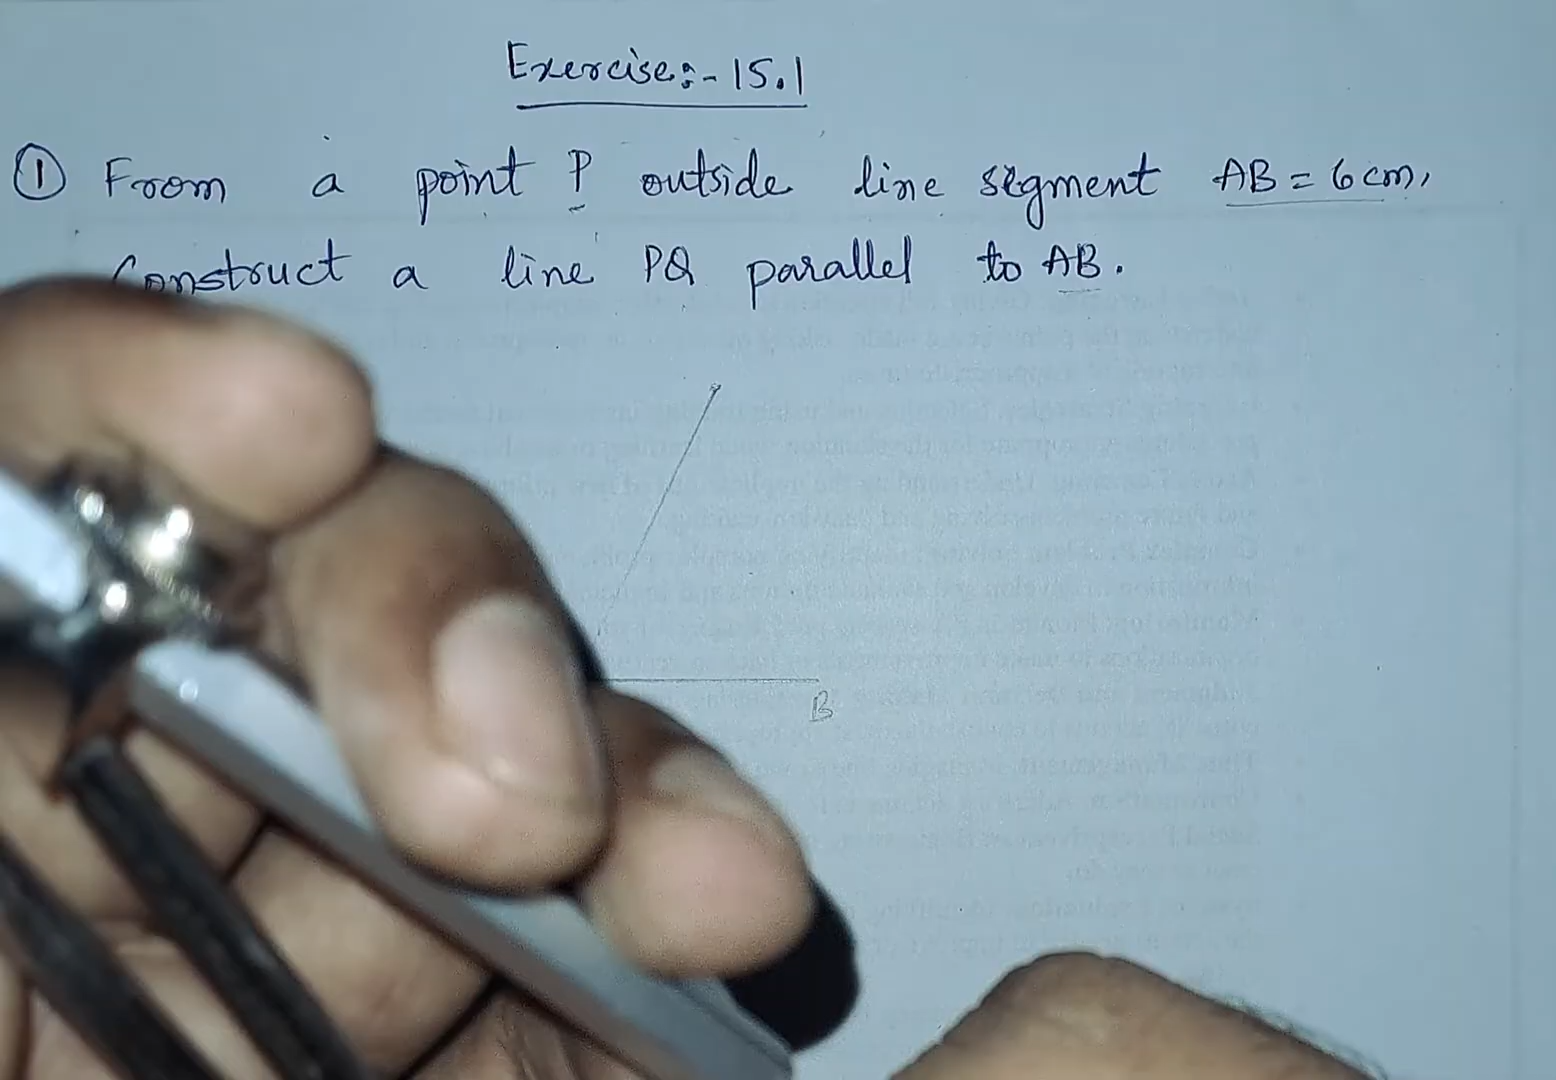 Exercise:- 15.1
① From a point P outside line segment AB = 6cm,
Construct a line PQ parallel to AB.
B